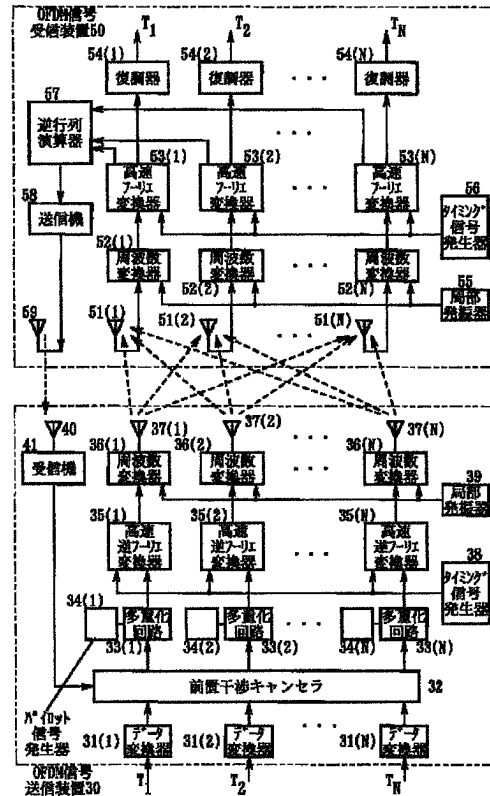 OFDM信号
受信装置50
T1
T2
TN
54(1)
54(2)
54(N)
復調器
復調器
復調器
57
逆行列
演算器
53(1)
53(2)
53(N)
高速
フーリエ
変換器
高速
フーリエ
変換器
高速
フーリエ
変換器
58
送信機
56
タイミング
信号
発生器
52(1)
52(2)
52(N)
周波数
変換器
周波数
変換器
周波数
変換器
55
局部
発振器
59
51(1)
51(2)
51(N)
40
37(1)
37(2)
37(N)
41
受信機
36(1)
36(2)
36(N)
周波数
変換器
周波数
変換器
周波数
変換器
39
局部
発振器
35(1)
35(2)
35(N)
高速
逆フーリエ
変換器
高速
逆フーリエ
変換器
高速
逆フーリエ
変換器
38
タイミング
信号
発生器
34(1)
34(2)
34(N)
多重化
回路
多重化
回路
多重化
回路
33(1)
33(2)
33(N)
前置干渉キャンセラ
32
パイロット
信号
発生器
31(1)
31(2)
31(N)
データ
変換器
データ
変換器
データ
変換器
OFDM信号
送信装置30
T2
TN